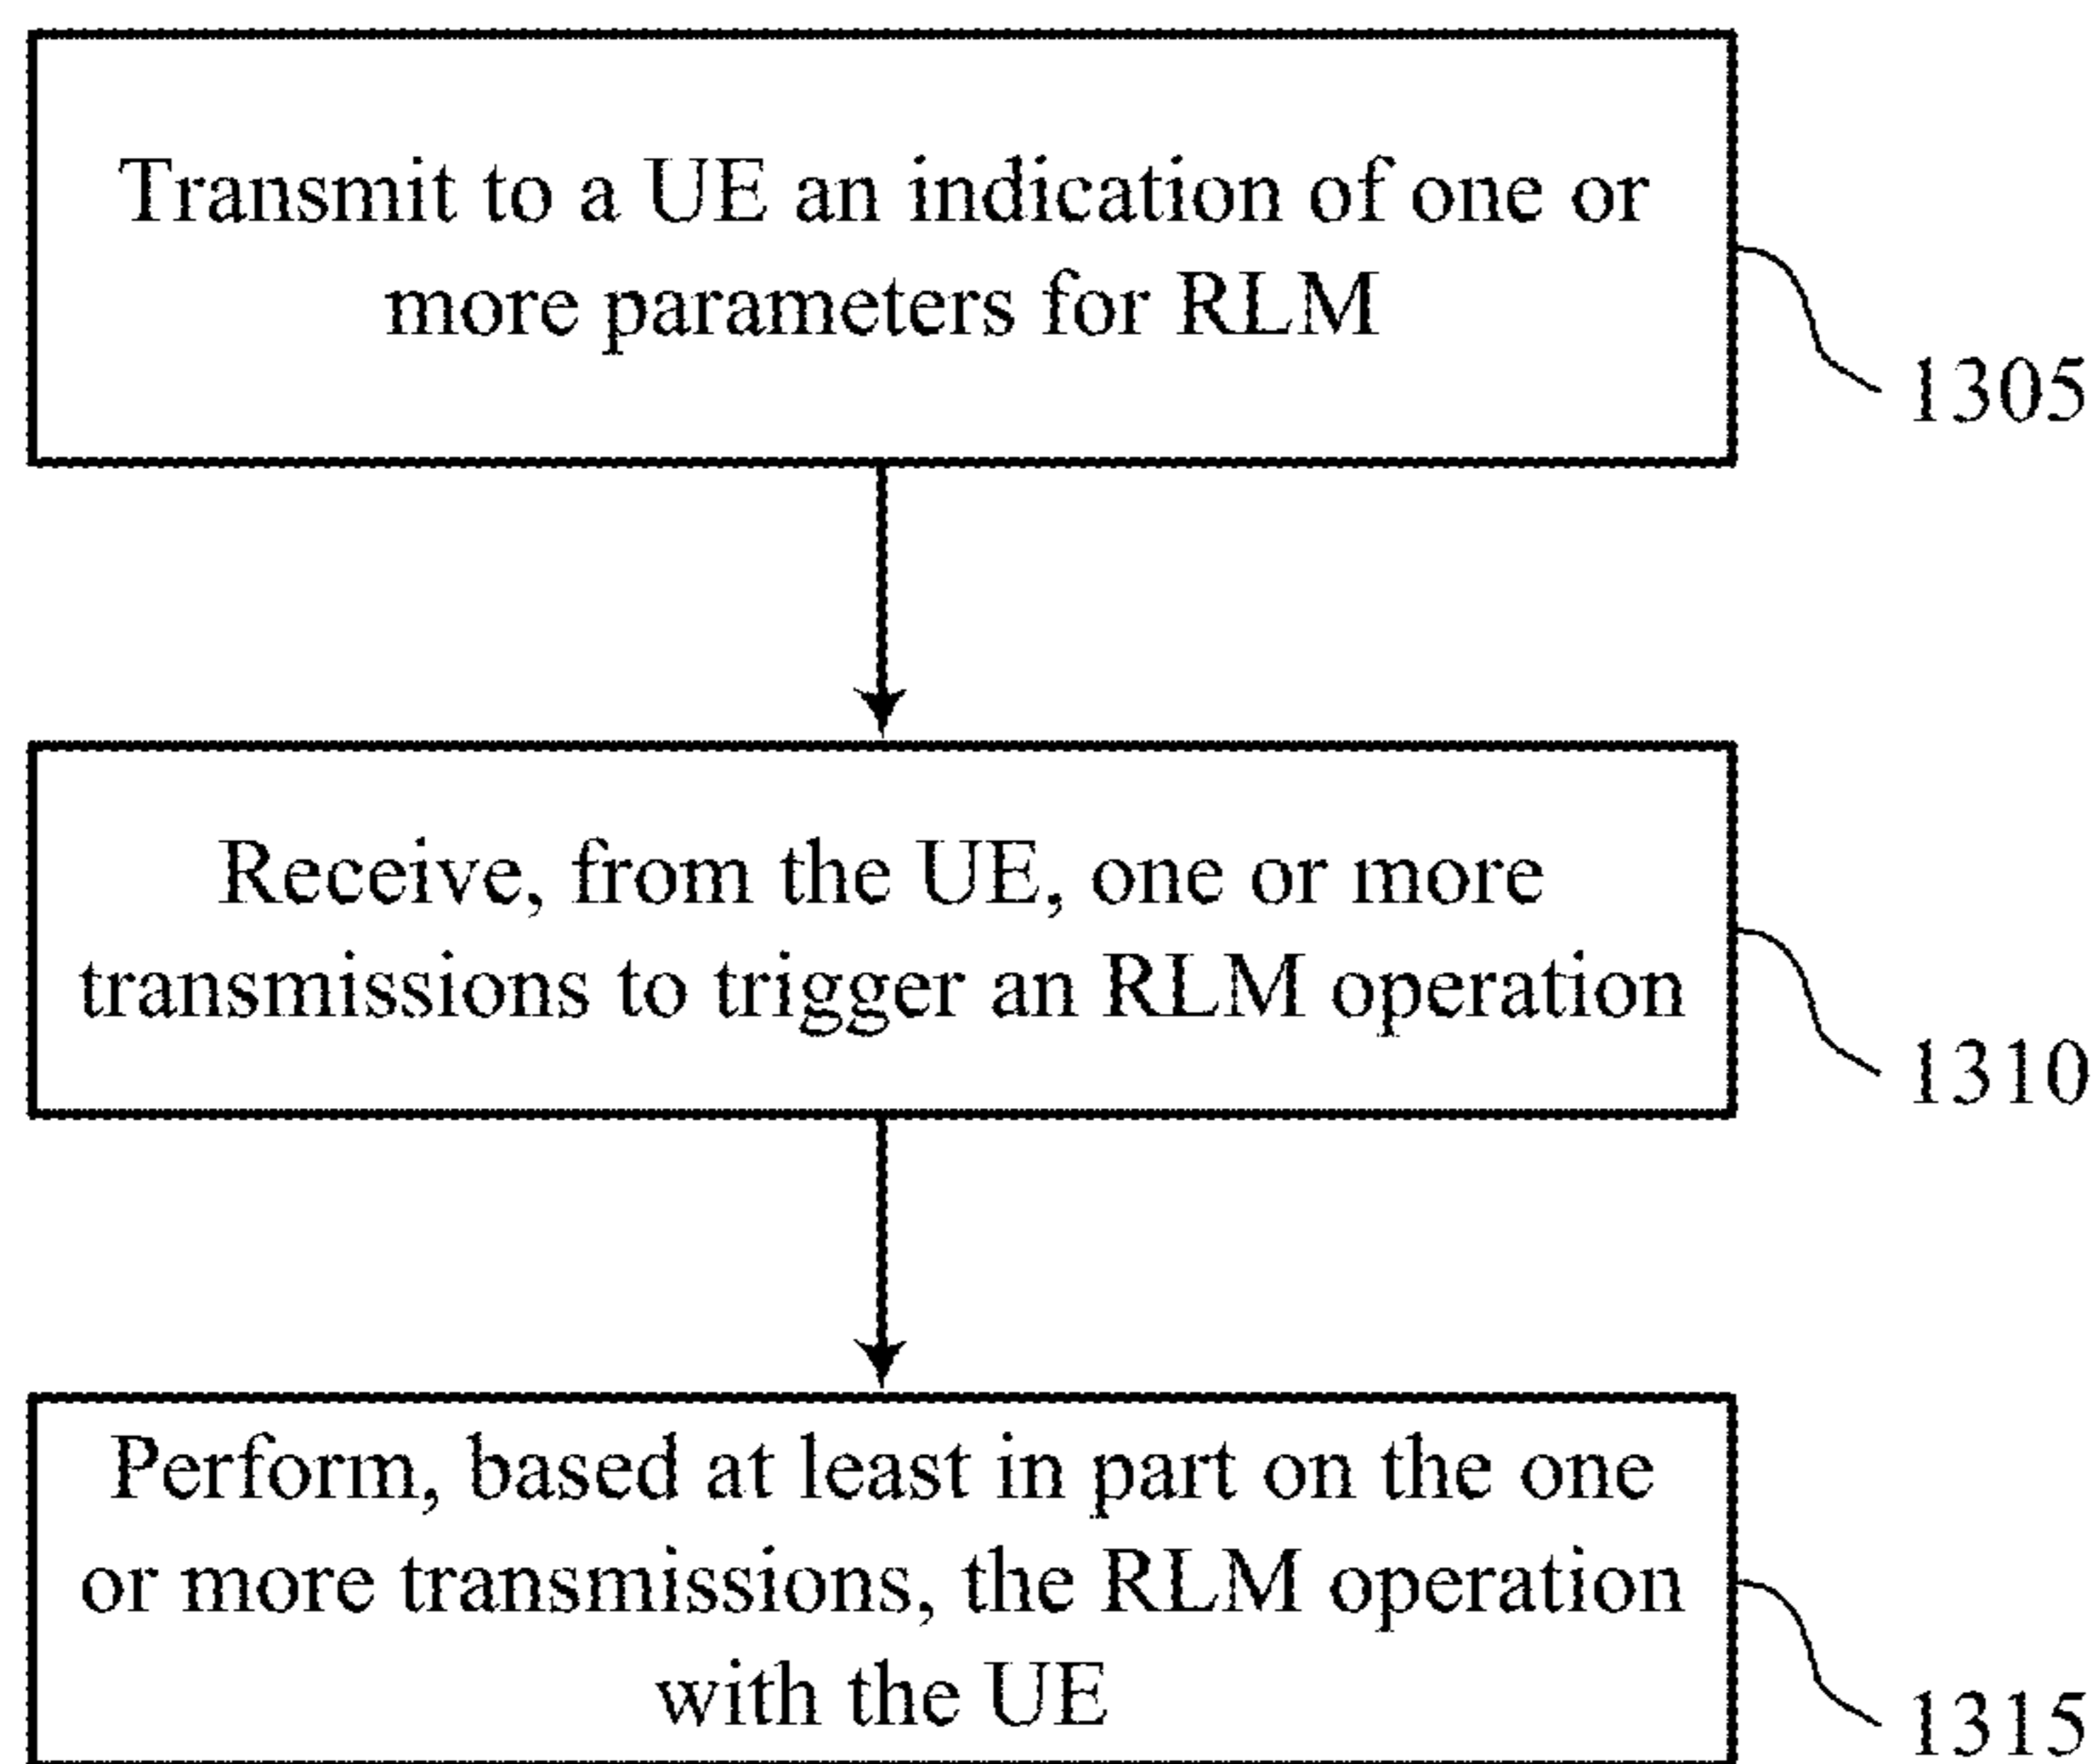 Transmit to a UE an indication of one or
more parameters for RLM
1305
Receive, from the UE, one or more
transmissions to trigger an RLM operation
1310
Perform, based at least in part on the one
or more transmissions, the RLM operation
with the UE
1315